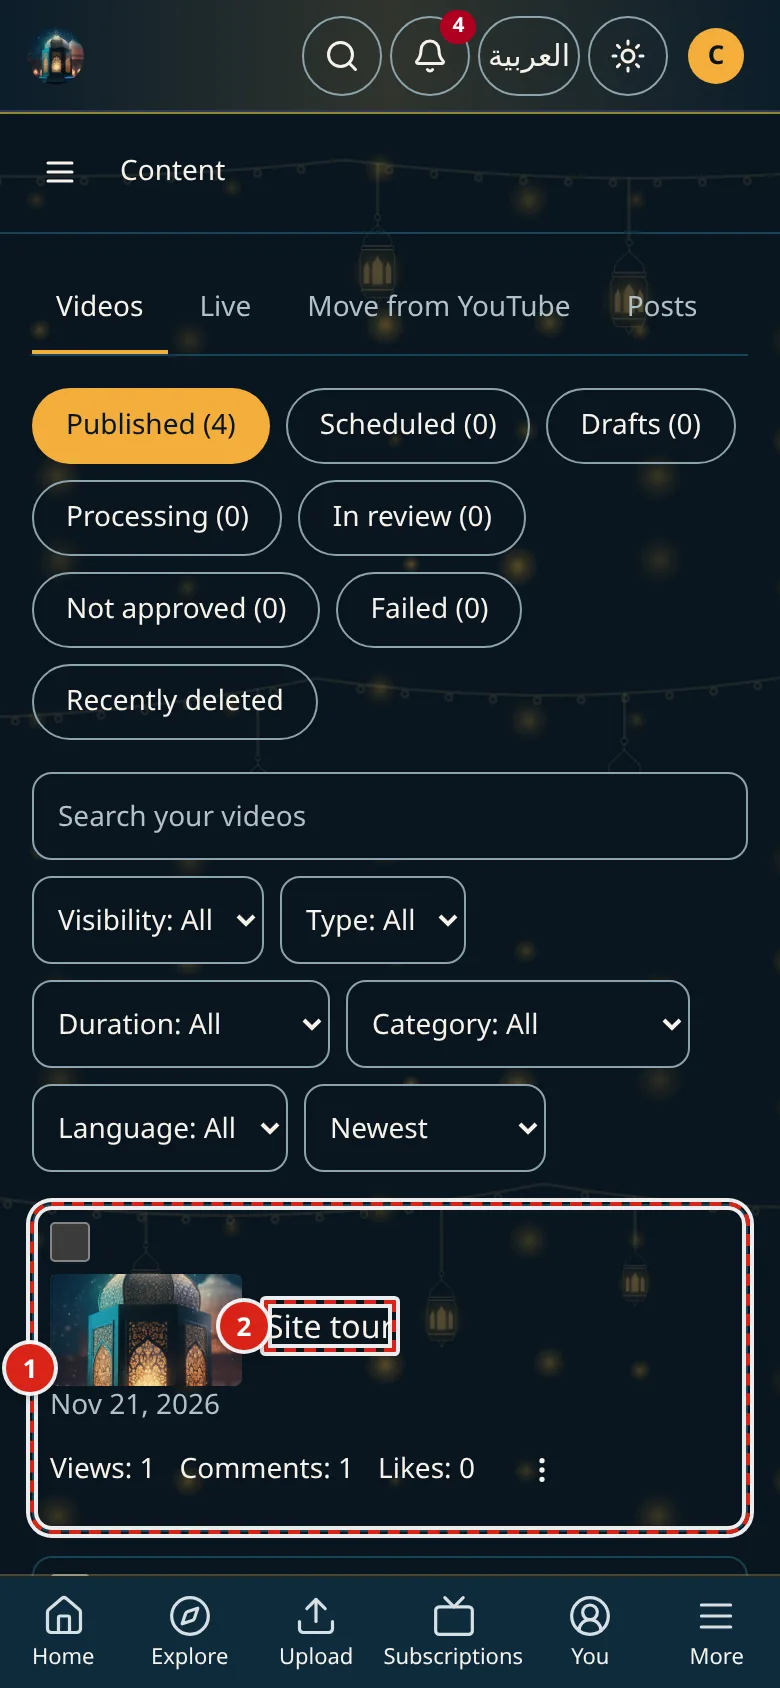 4
العربية
C
Content
Videos Live Move from YouTube Posts
Published (4) Scheduled (0) Drafts (0)
Processing (0) In review (0)
Not approved (0) Failed (0)
Recently deleted
Search your videos
Visibility: All Type: All
Duration: All Category: All
Language: All Newest
2 Site tour
1
Nov 21, 2026
Views: 1 Comments: 1 Likes: 0
Home Explore Upload Subscriptions You More